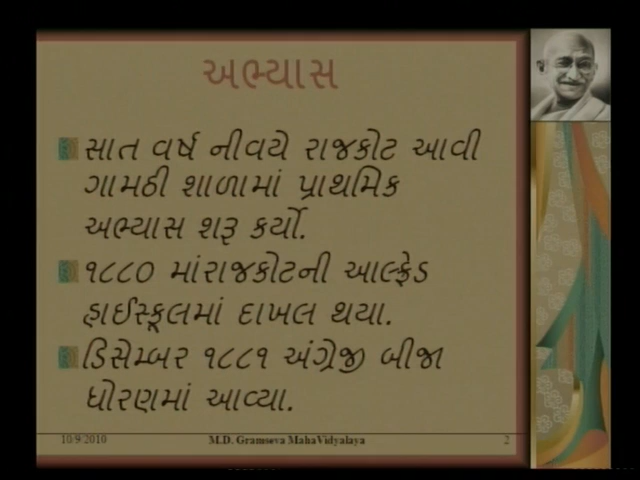 અભ્યાસ
સાત વર્ષ નીવયે રાજકોટ આવી
ગામઠી શાળામાં પ્રાથમિક
અભ્યાસ શરૂ કર્યો.
૧૮૮૦ માંરાજકોટની આલ્ફ્રેડ
હાઈસ્કૂલમાં દાખલ થયા.
ડિસેમ્બર ૧૮૮૧ અંગ્રેજી બીજા
ધોરણમાં આવ્યા.
10/9/2010 M.D. Gramseva MahaVidyalaya 2